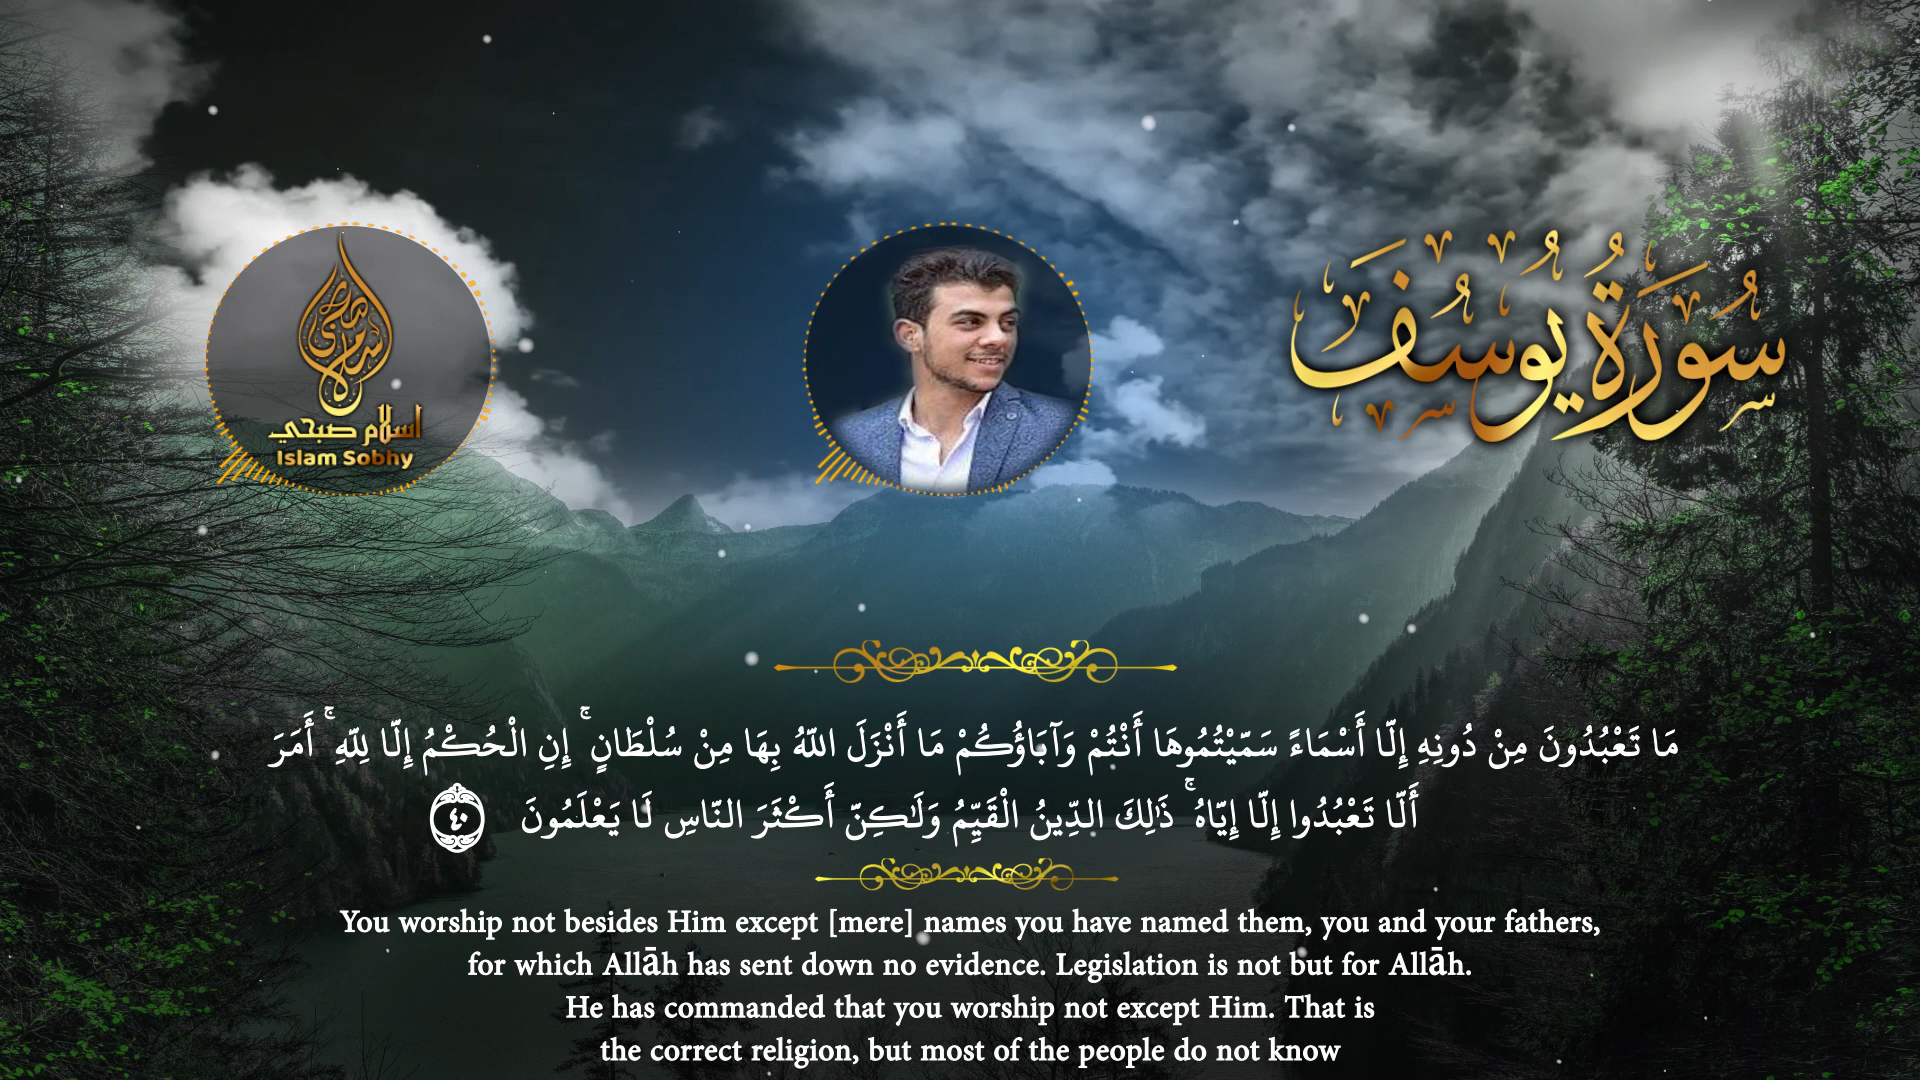 اسلام صبحي
Islam Sobhy
سُورَةُ يُوسُفَ
مَا تَعْبُدُونَ مِنْ دُونِهِ إِلَّا أَسْمَاءً سَمَّيْتُمُوهَا أَنْتُمْ وَآبَاؤُكُمْ مَا أَنْزَلَ اللَّهُ بِهَا مِنْ سُلْطَانٍ ۚ إِنِ الْحُكْمُ إِلَّا لِلَّهِ ۚ أَمَرَ
أَلَّا تَعْبُدُوا إِلَّا إِيَّاهُ ۚ ذَٰلِكَ الدِّينُ الْقَيِّمُ وَلَٰكِنَّ أَكْثَرَ النَّاسِ لَا يَعْلَمُونَ ٤٠
You worship not besides Him except [mere] names you have named them, you and your fathers,
for which Allāh has sent down no evidence. Legislation is not but for Allāh.
He has commanded that you worship not except Him. That is
the correct religion, but most of the people do not know